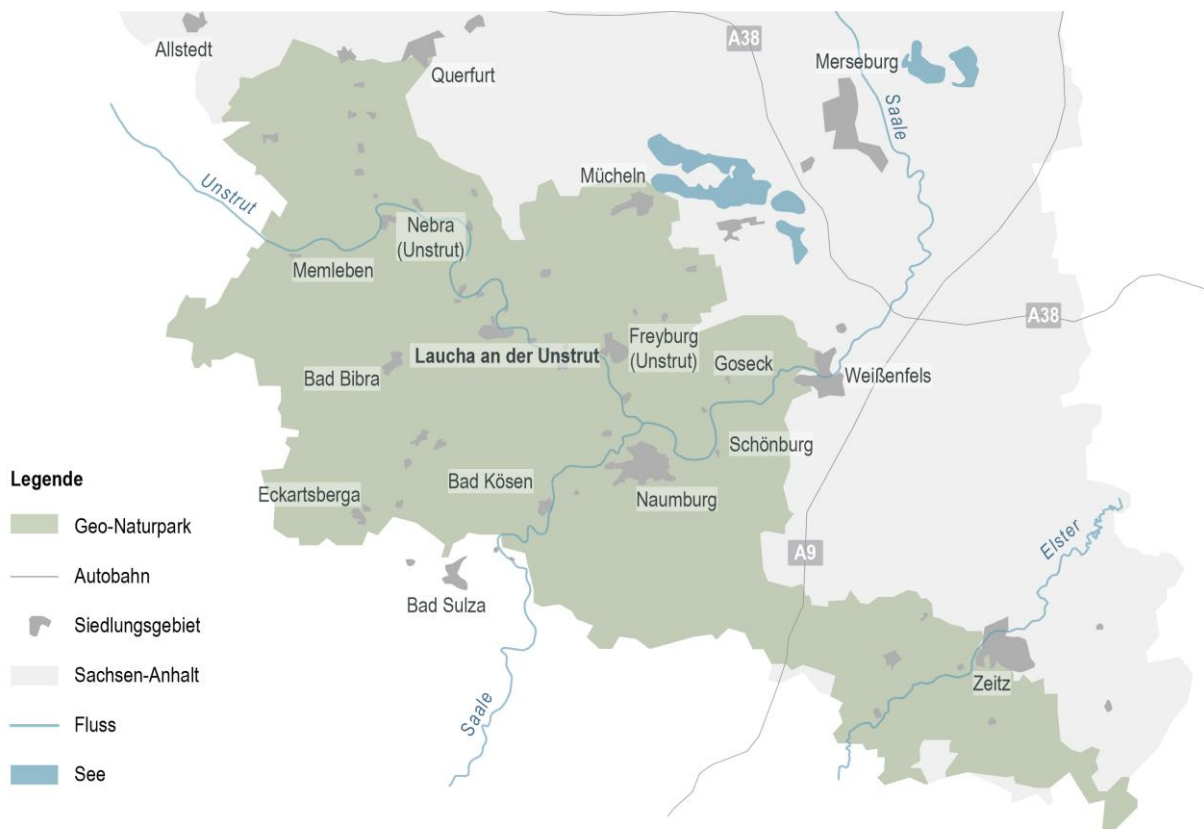 Allstedt
Querfurt
A38
Merseburg
Saale
Unstrut
Mücheln
Nebra
(Unstrut)
Memleben
A38
Freyburg
(Unstrut)
Laucha an der Unstrut
Goseck
Bad Bibra
Weißenfels
Schönburg
Bad Kösen
Eckartsberga
Naumburg
Legende
Geo-Naturpark
Autobahn
Siedlungsgebiet
Sachsen-Anhalt
Fluss
See
Elster
A9
Bad Sulza
Zeitz
Saale